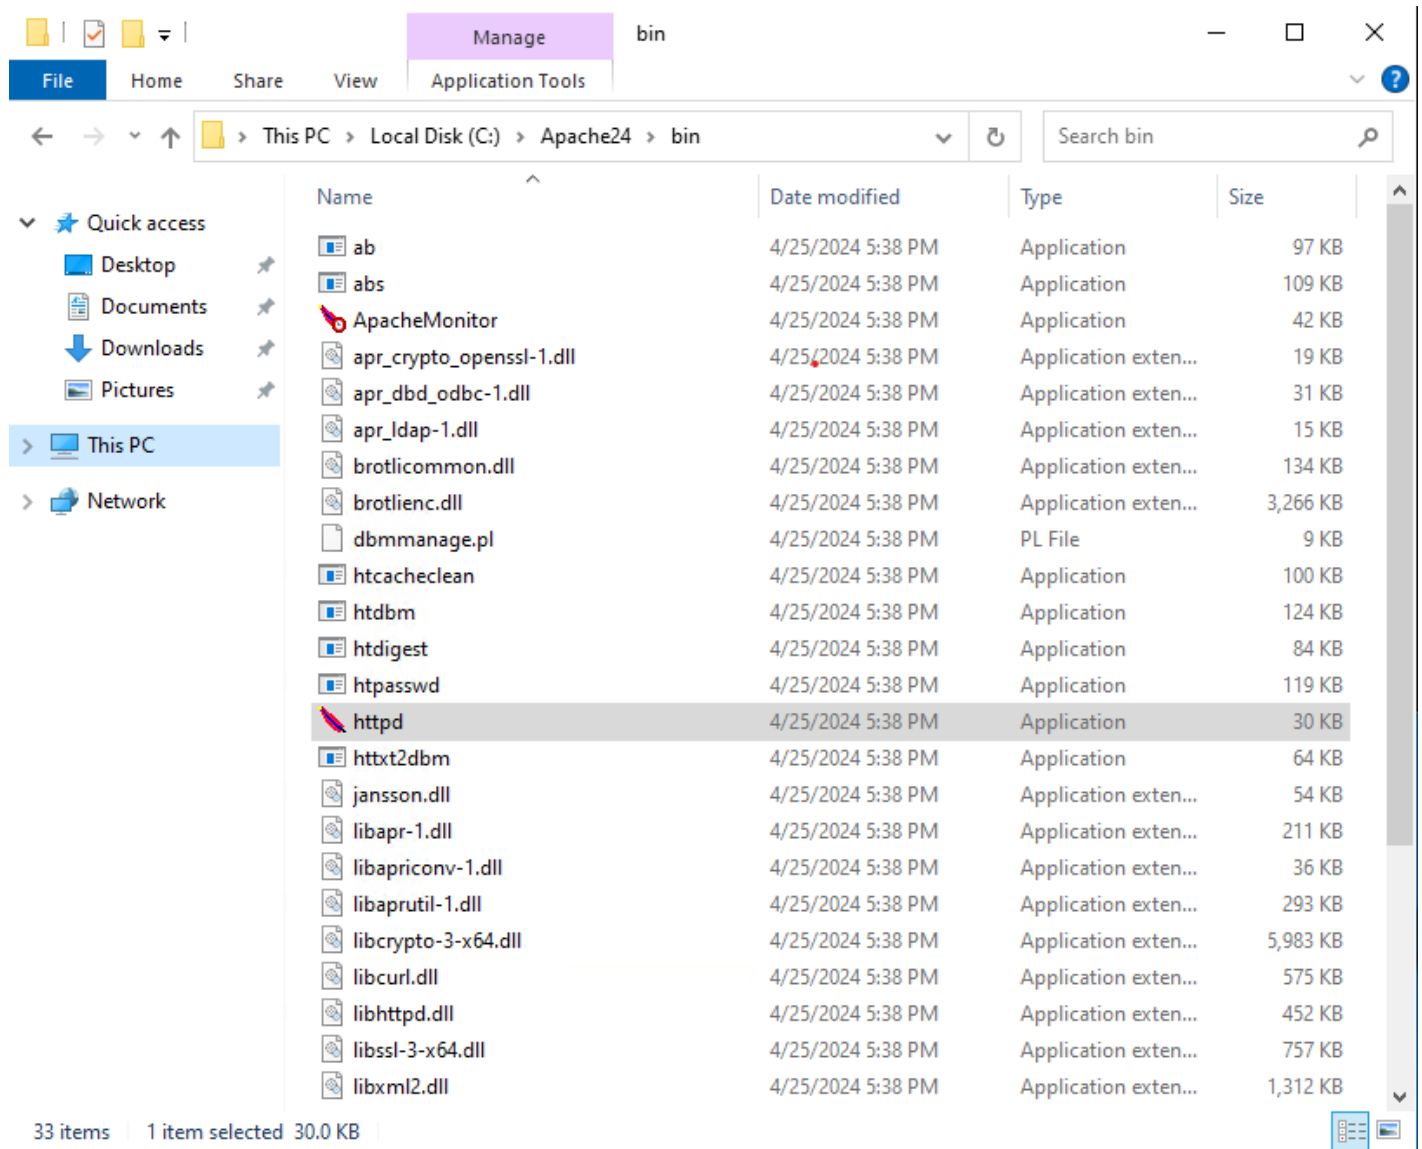 Manage bin
File Home Share View Application Tools
This PC Local Disk (C:) Apache24 bin Search bin
Name Date modified Type Size
Quick access
Desktop
Documents
Downloads
Pictures
This PC
Network
ab 4/25/2024 5:38 PM Application 97 KB
abs 4/25/2024 5:38 PM Application 109 KB
ApacheMonitor 4/25/2024 5:38 PM Application 42 KB
apr_crypto_openssl-1.dll 4/25/2024 5:38 PM Application exten... 19 KB
apr_dbd_odbc-1.dll 4/25/2024 5:38 PM Application exten... 31 KB
apr_ldap-1.dll 4/25/2024 5:38 PM Application exten... 15 KB
brotlicommon.dll 4/25/2024 5:38 PM Application exten... 134 KB
brotlienc.dll 4/25/2024 5:38 PM Application exten... 3,266 KB
dbmmanage.pl 4/25/2024 5:38 PM PL File 9 KB
htcacheclean 4/25/2024 5:38 PM Application 100 KB
htdbm 4/25/2024 5:38 PM Application 124 KB
htdigest 4/25/2024 5:38 PM Application 84 KB
htpasswd 4/25/2024 5:38 PM Application 119 KB
httpd 4/25/2024 5:38 PM Application 30 KB
httxt2dbm 4/25/2024 5:38 PM Application 64 KB
jansson.dll 4/25/2024 5:38 PM Application exten... 54 KB
libapr-1.dll 4/25/2024 5:38 PM Application exten... 211 KB
libapriconv-1.dll 4/25/2024 5:38 PM Application exten... 36 KB
libaprutil-1.dll 4/25/2024 5:38 PM Application exten... 293 KB
libcrypto-3-x64.dll 4/25/2024 5:38 PM Application exten... 5,983 KB
libcurl.dll 4/25/2024 5:38 PM Application exten... 575 KB
libhttpd.dll 4/25/2024 5:38 PM Application exten... 452 KB
libssl-3-x64.dll 4/25/2024 5:38 PM Application exten... 757 KB
libxml2.dll 4/25/2024 5:38 PM Application exten... 1,312 KB
33 items 1 item selected 30.0 KB